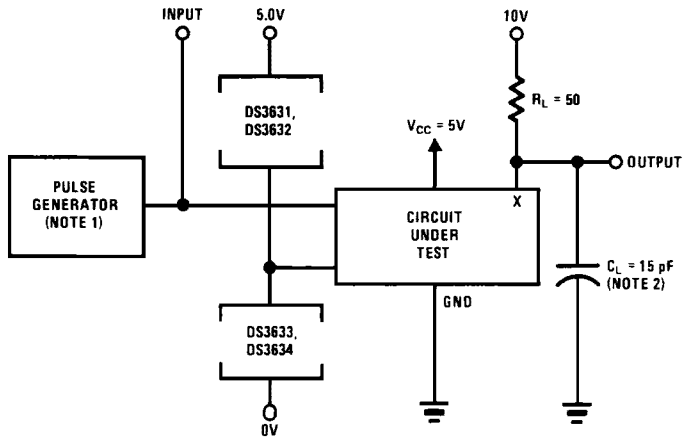 INPUT
5.0V
10V
DS3631,
DS3632
R_L = 50
V_CC = 5V
OUTPUT
PULSE
GENERATOR
(NOTE 1)
X
CIRCUIT
UNDER
TEST
C_L = 15 pF
(NOTE 2)
GND
DS3633,
DS3634
0V